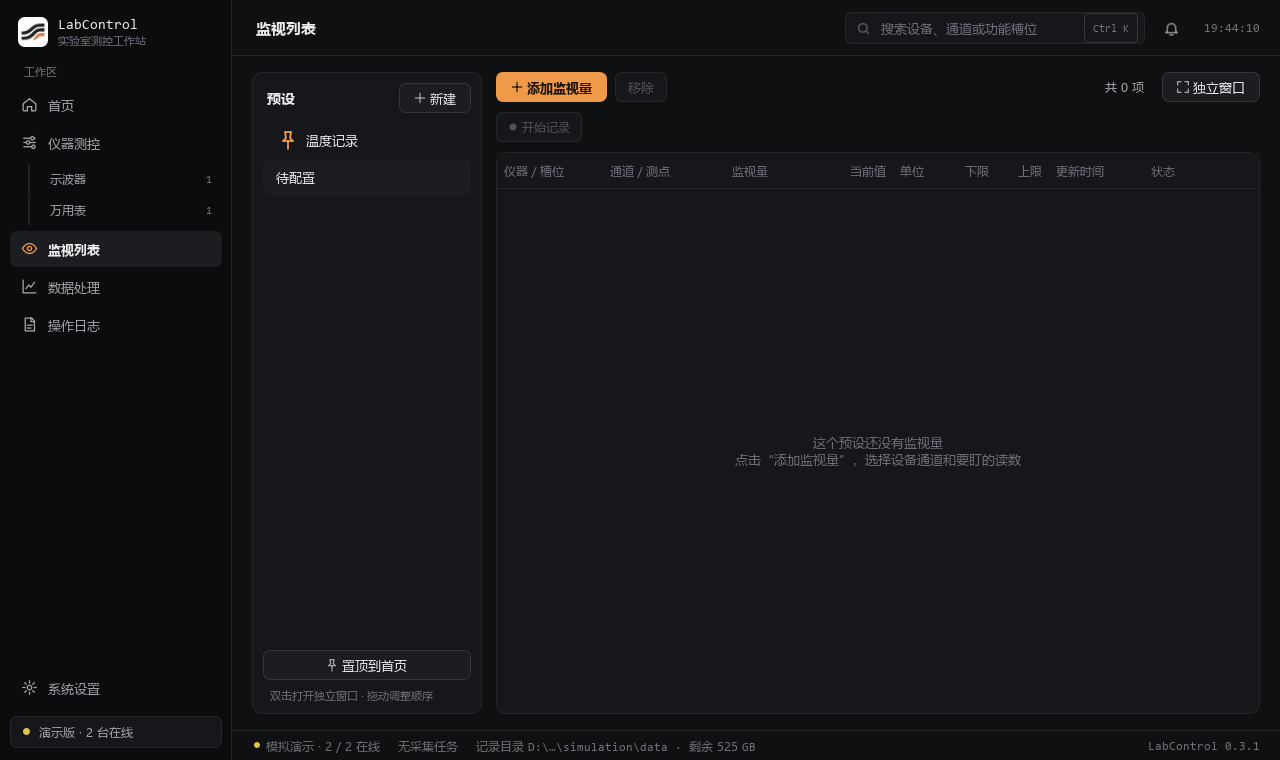 LabControl
实验室测控工作站
工作区
首页
仪器测控
示波器 1
万用表 1
监视列表
数据处理
操作日志
系统设置
演示版 · 2 台在线
监视列表
搜索设备、通道或功能槽位 Ctrl K
19:44:10
预设
新建
温度记录
待配置
置顶到首页
双击打开独立窗口 · 拖动调整顺序
添加监视量 移除
共 0 项 独立窗口
开始记录
仪器 / 槽位 通道 / 测点 监视量 当前值 单位 下限 上限 更新时间 状态
这个预设还没有监视量
点击“添加监视量”，选择设备通道和要盯的读数
模拟演示 · 2 / 2 在线 无采集任务 记录目录 D:\…\simulation\data · 剩余 525 GB
LabControl 0.3.1